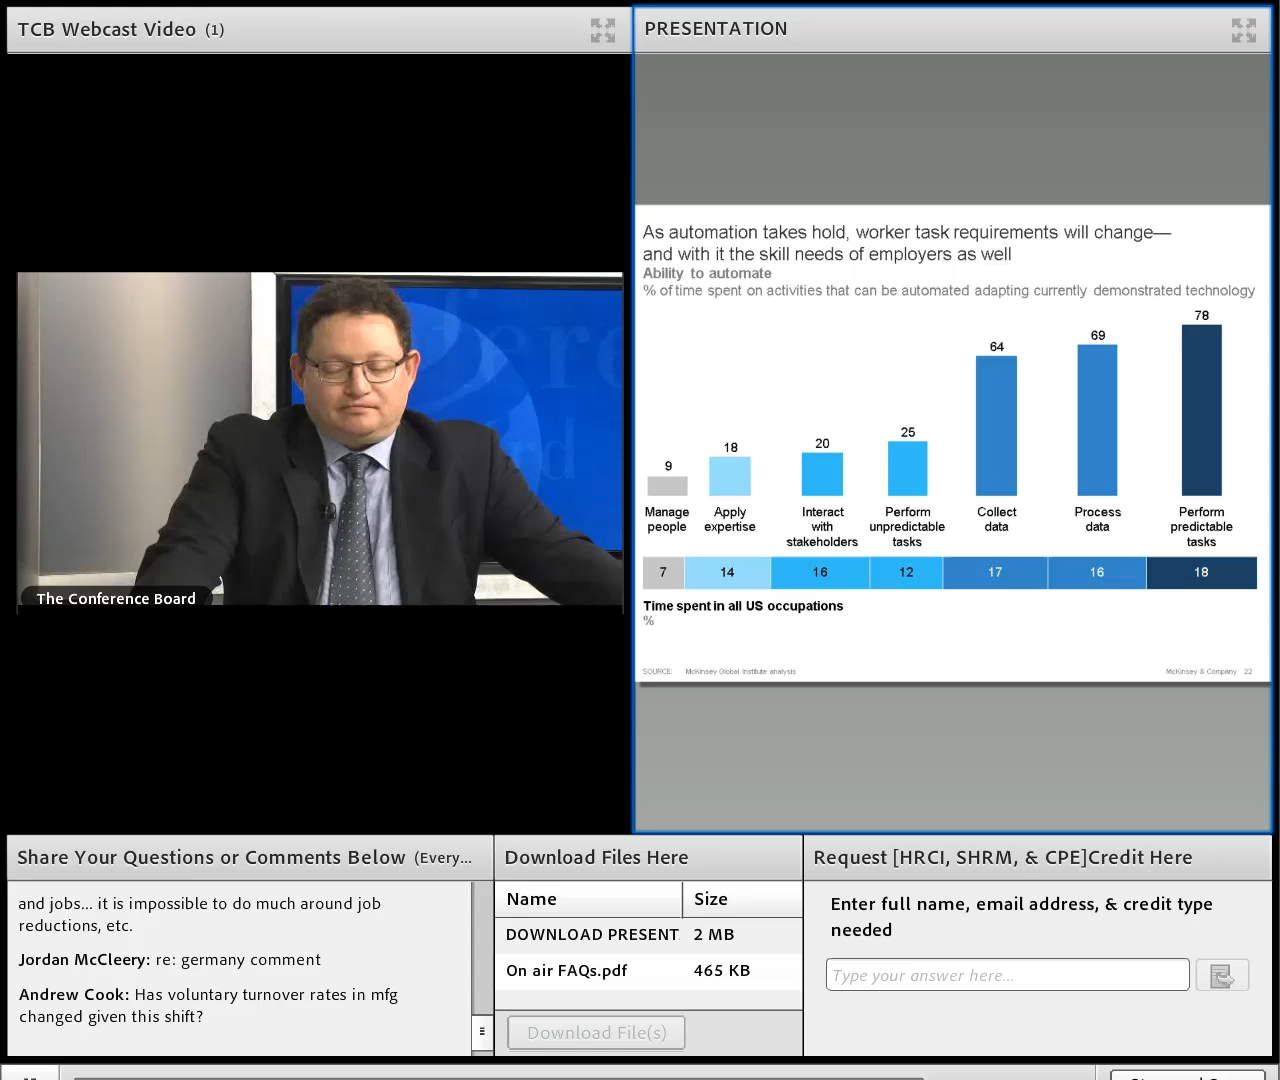 TCB Webcast Video (1)
PRESENTATION
The Conference Board
As automation takes hold, worker task requirements will change—
and with it the skill needs of employers as well
Ability to automate
% of time spent on activities that can be automated adapting currently demonstrated technology
9
18
20
25
64
69
78
Manage people
Apply expertise
Interact with stakeholders
Perform unpredictable tasks
Collect data
Process data
Perform predictable tasks
7 14 16 12 17 16 18
Time spent in all US occupations
%
SOURCE: McKinsey Global Institute analysis
McKinsey & Company 22
Share Your Questions or Comments Below (Every...
and jobs... it is impossible to do much around job
reductions, etc.
Jordan McCleery: re: germany comment
Andrew Cook: Has voluntary turnover rates in mfg
changed given this shift?
Download Files Here
Name Size
DOWNLOAD PRESENT 2 MB
On air FAQs.pdf 465 KB
Download File(s)
Request [HRCI, SHRM, & CPE]Credit Here
Enter full name, email address, & credit type
needed
Type your answer here...